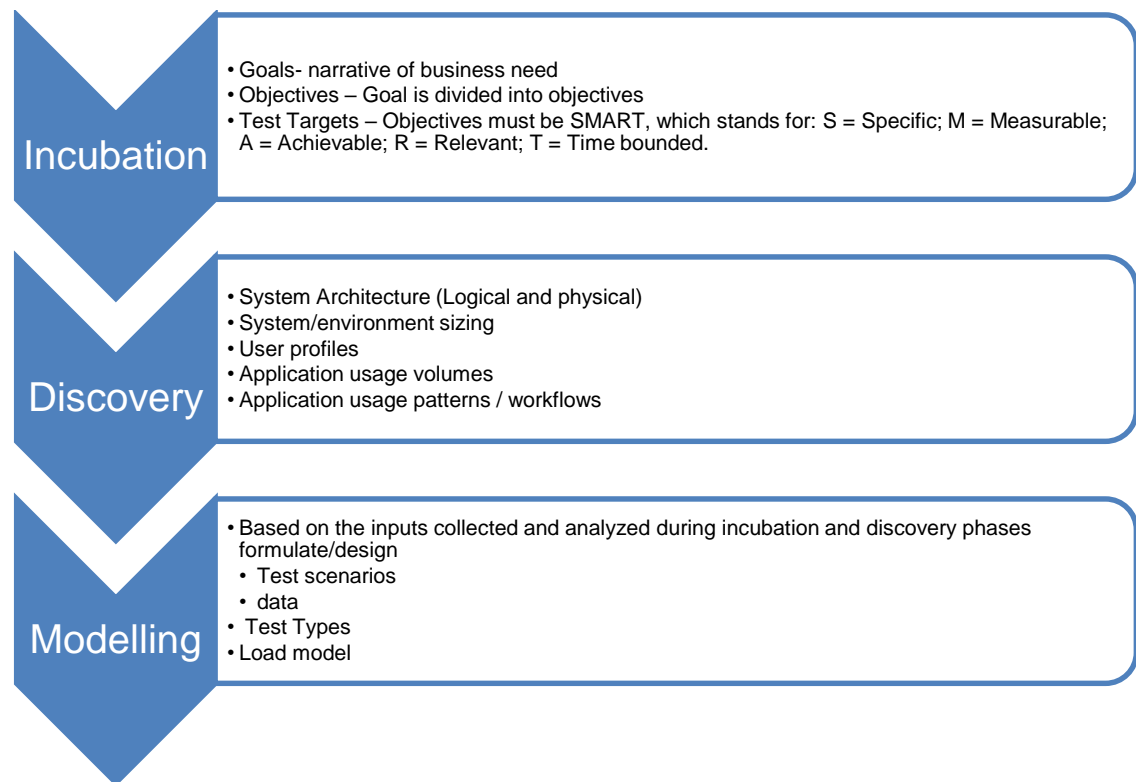 Incubation
• Goals- narrative of business need
• Objectives – Goal is divided into objectives
• Test Targets – Objectives must be SMART, which stands for: S = Specific; M = Measurable;
A = Achievable; R = Relevant; T = Time bounded.
Discovery
• System Architecture (Logical and physical)
• System/environment sizing
• User profiles
• Application usage volumes
• Application usage patterns / workflows
Modelling
• Based on the inputs collected and analyzed during incubation and discovery phases
formulate/design
• Test scenarios
• data
• Test Types
• Load model